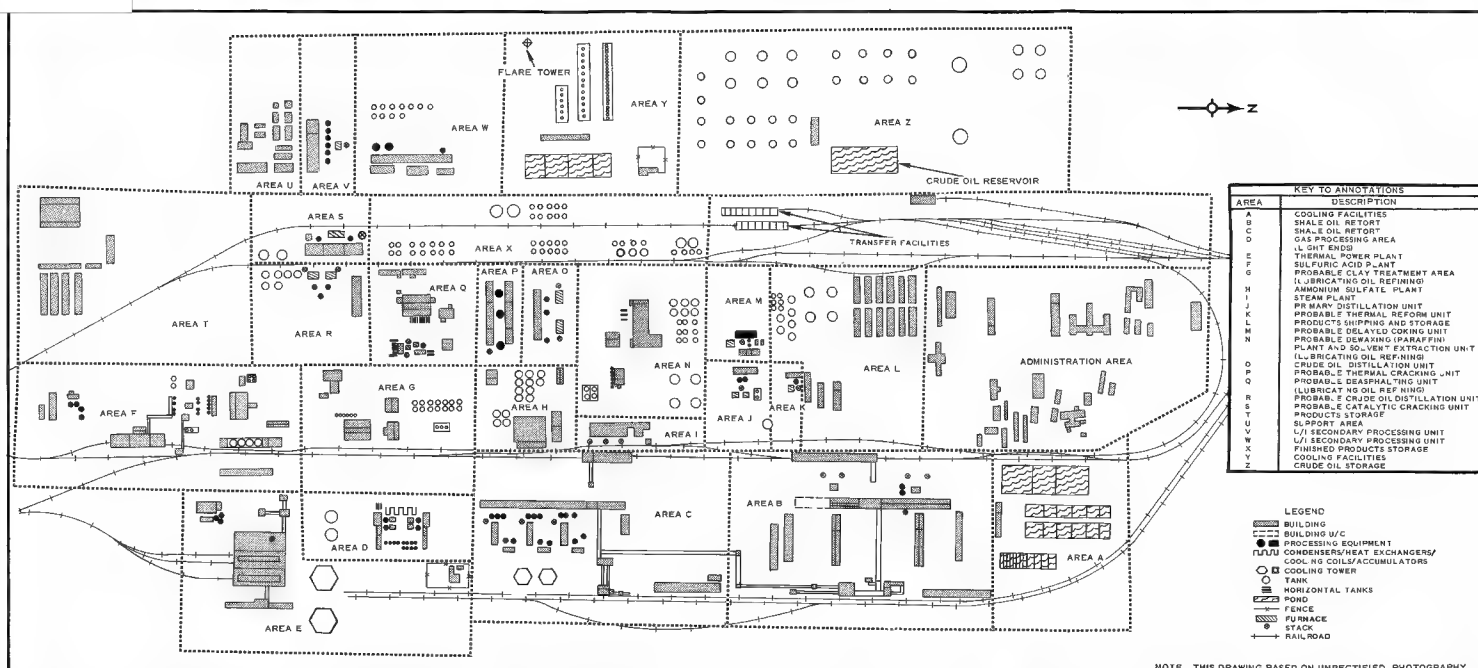 FLARE TOWER
N
AREA Y
AREA W
AREA Z
CRUDE OIL RESERVOIR
AREA U
AREA V
AREA S
TRANSFER FACILITIES
AREA X
AREA P
AREA O
AREA Q
AREA M
AREA T
AREA R
AREA N
AREA L
ADMINISTRATION AREA
AREA G
AREA H
AREA J
AREA K
AREA F
AREA I
AREA C
AREA B
AREA D
AREA A
AREA E
KEY TO ANNOTATIONS
AREA DESCRIPTION
A COOLING FACILITIES
B SHALE OIL RETORT
C SHALE OIL RETORT
D GAS PROCESSING AREA
(LIGHT ENDS)
E THERMAL POWER PLANT
F SULFURIC ACID PLANT
G PROBABLE CLAY TREATMENT AREA
(LUBRICATING OIL REFINING)
H AMMONIUM SULFATE PLANT
I STEAM PLANT
J PRIMARY DISTILLATION UNIT
K PROBABLE THERMAL REFORM UNIT
L PRODUCTS SHIPPING AND STORAGE
M PROBABLE DELAYED COKING UNIT
N PROBABLE DEWAXING (PARAFFIN)
PLANT AND SOLVENT EXTRACTION UNIT
(LUBRICATING OIL REFINING)
O CRUDE OIL DISTILLATION UNIT
P PROBABLE THERMAL CRACKING UNIT
Q PROBABLE DEASPHALTING UNIT
(LUBRICATING OIL REFINING)
R PROBABLE CRUDE OIL DISTILLATION UNIT
S PROBABLE CATALYTIC CRACKING UNIT
T PRODUCTS STORAGE
U SUPPORT AREA
V U/I SECONDARY PROCESSING UNIT
W U/I SECONDARY PROCESSING UNIT
X FINISHED PRODUCTS STORAGE
Y COOLING FACILITIES
Z CRUDE OIL STORAGE
LEGEND
BUILDING
BUILDING U/C
PROCESSING EQUIPMENT
CONDENSERS/HEAT EXCHANGERS/
COOLING COILS/ACCUMULATORS
COOLING TOWER
TANK
HORIZONTAL TANKS
POND
FENCE
FURNACE
STACK
RAILROAD
NOTE THIS DRAWING BASED ON UNRECTIFIED PHOTOGRAPHY